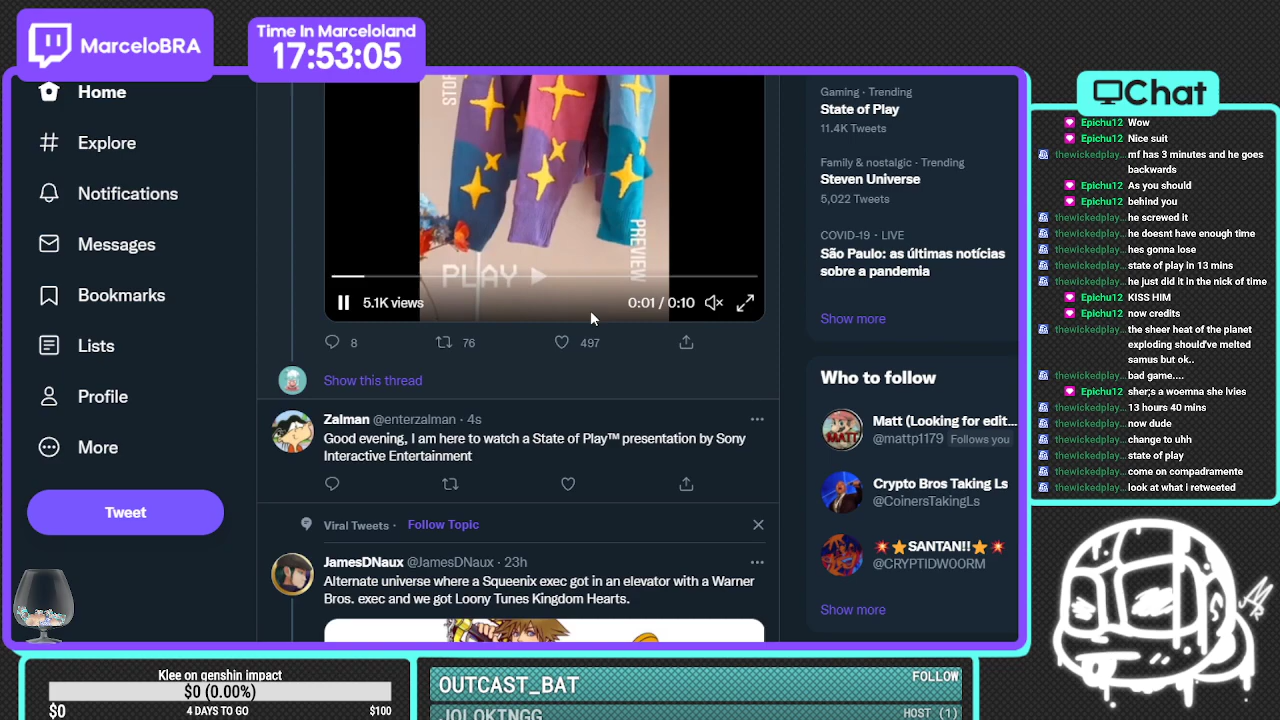 MarceloBRA
Time In Marceloland
17:53:05
Home
Explore
Notifications
Messages
Bookmarks
Lists
Profile
More
Tweet
PREVIEW
PLAY
5.1K views
0:01 / 0:10
8
76
497
Show this thread
Zalman @enterzalman · 4s
Good evening, I am here to watch a State of Play™ presentation by Sony
Interactive Entertainment
Viral Tweets · Follow Topic
JamesDNaux @JamesDNaux · 23h
Alternate universe where a Squeenix exec got in an elevator with a Warner
Bros. exec and we got Loony Tunes Kingdom Hearts.
Gaming · Trending
State of Play
11.4K Tweets
Family & nostalgic · Trending
Steven Universe
5,022 Tweets
COVID-19 · LIVE
São Paulo: as últimas notícias
sobre a pandemia
Show more
Who to follow
Matt (Looking for edit...
@mattp1179 Follows you
Crypto Bros Taking Ls
@CoinersTakingLs
💥⭐SANTAN!!⭐💥
@CRYPTIDW00RM
Show more
Chat
Epichu12 Wow
Epichu12 Nice suit
thewickedplay... mf has 3 minutes and he goes
backwards
Epichu12 As you should
Epichu12 behind you
thewickedplay... he screwed it
thewickedplay... he doesnt have enough time
thewickedplay... hes gonna lose
thewickedplay... state of play in 13 mins
thewickedplay... he just did it in the nick of time
Epichu12 KISS HIM
Epichu12 now credits
thewickedplay... the sheer heat of the planet
exploding should've melted
samus but ok..
thewickedplay... bad game....
Epichu12 sher;s a woemna she lvies
thewickedplay... 13 hours 40 mins
thewickedplay... now dude
thewickedplay... change to uhh
thewickedplay... state of play
thewickedplay... come on compadramente
thewickedplay... look at what i retweeted
Klee on genshin impact
$0 (0.00%)
$0
4 DAYS TO GO
$100
OUTCAST_BAT
FOLLOW
HOST (1)